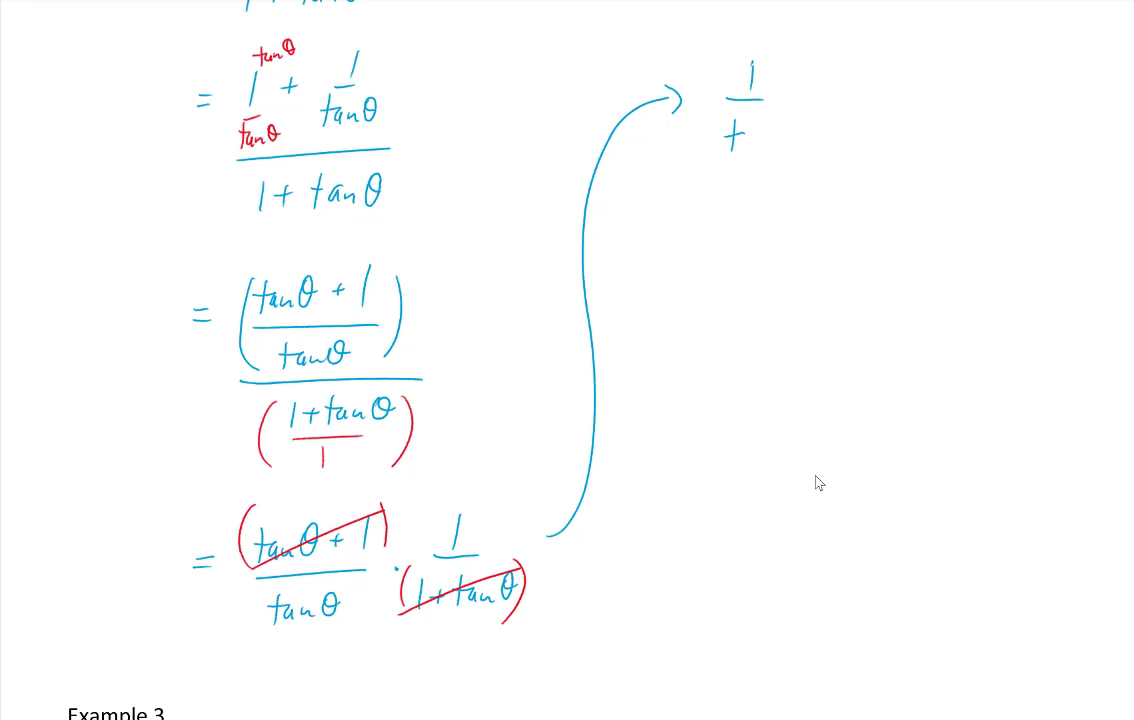 tanθ
= 1 + 1
tanθ tanθ
1 + tanθ
= (tanθ + 1
tanθ)
(1 + tanθ
1)
= (tanθ + 1) · 1
tanθ (1 + tanθ)
1
t
Example 3